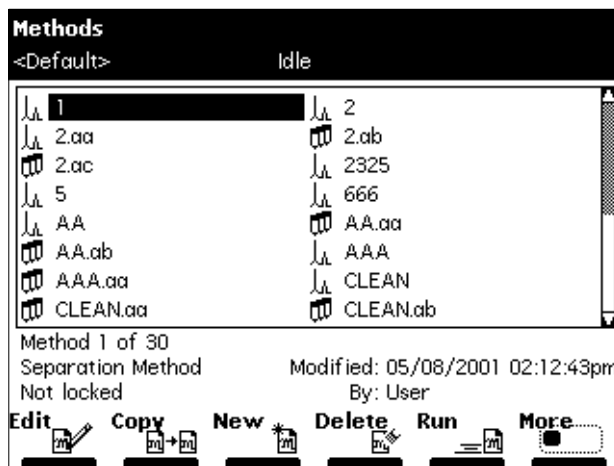 Methods
<Default> Idle
1 2
2.aa 2.ab
2.ac 2325
5 666
AA AA.aa
AA.ab AAA
AAA.aa CLEAN
CLEAN.aa CLEAN.ab
Method 1 of 30
Separation Method Modified: 05/08/2001 02:12:43pm
Not locked By: User
Edit Copy New Delete Run More